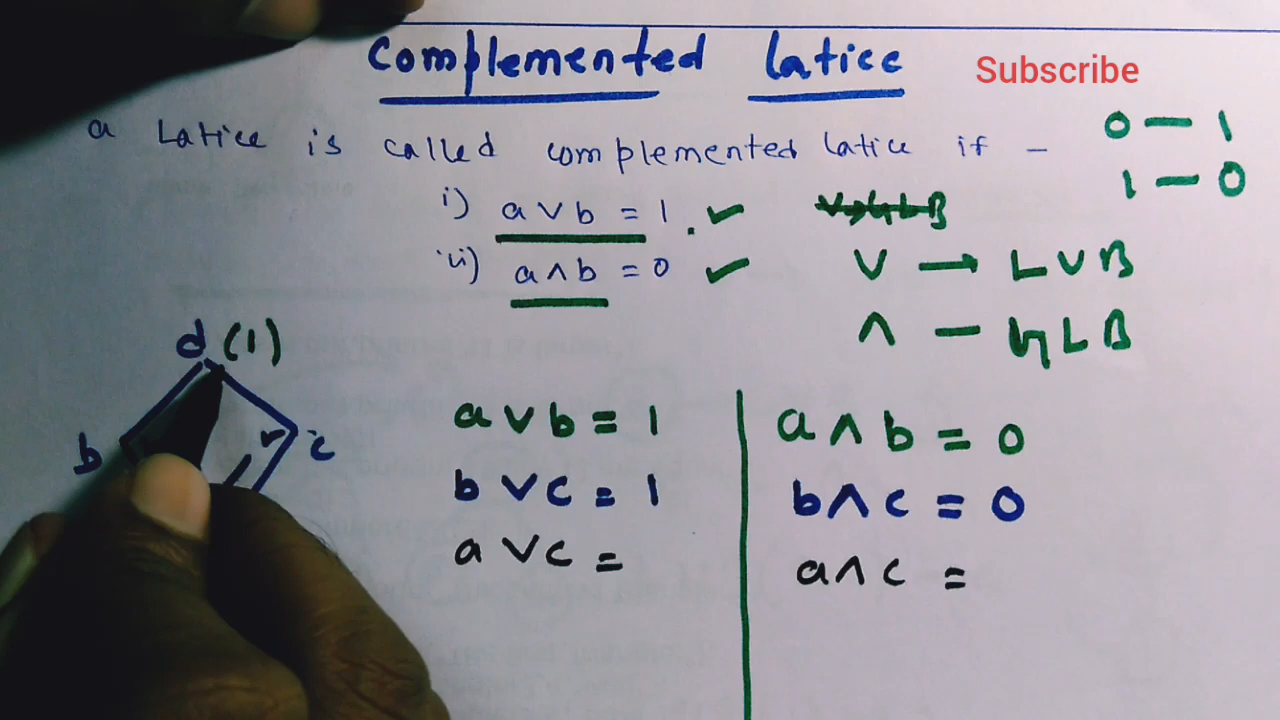 Complemented Latice
Subscribe
a Latice is called complemented Latice if -
0 - 1
1 - 0
i) a ∨ b = 1 ✓
ii) a ∧ b = 0 ✓
∨ → LUB
∧ - GLB
d (1)
b
c
a ∨ b = 1
b ∨ c = 1
a ∨ c =
a ∧ b = 0
b ∧ c = 0
a ∧ c =